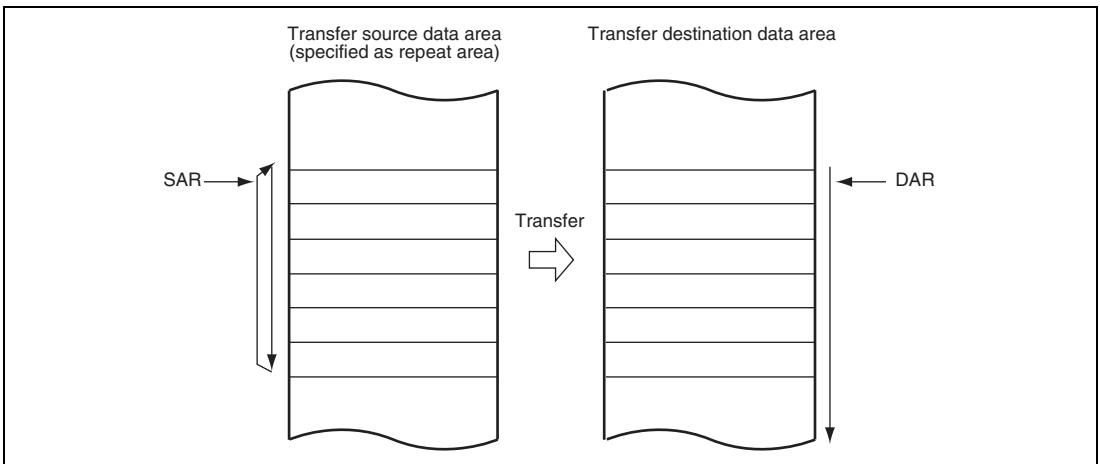 Transfer source data area
(specified as repeat area)
Transfer destination data area
SAR
DAR
Transfer